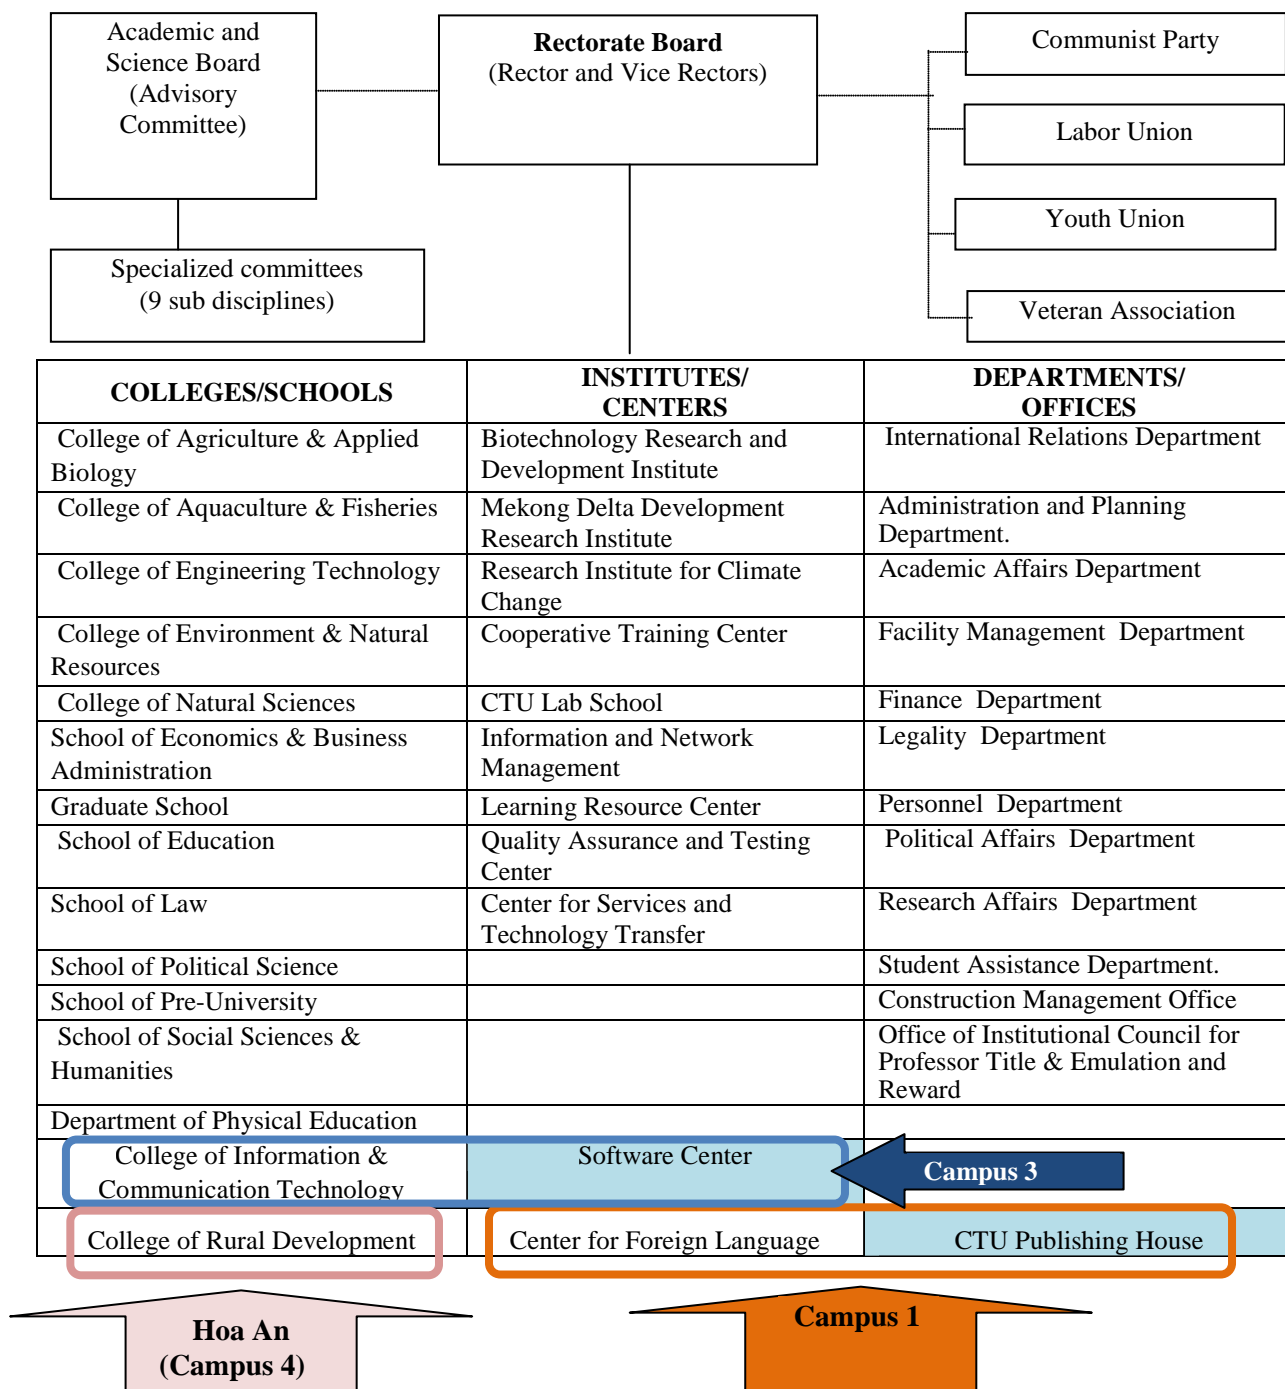 Academic and
Science Board
(Advisory
Committee)
Rectorate Board
(Rector and Vice Rectors)
Communist Party
Labor Union
Youth Union
Veteran Association
Specialized committees
(9 sub disciplines)
COLLEGES/SCHOOLS
INSTITUTES/
CENTERS
DEPARTMENTS/
OFFICES
College of Agriculture & Applied
Biology
Biotechnology Research and
Development Institute
International Relations Department
College of Aquaculture & Fisheries
Mekong Delta Development
Research Institute
Administration and Planning
Department.
College of Engineering Technology
Research Institute for Climate
Change
Academic Affairs Department
College of Environment & Natural
Resources
Cooperative Training Center
Facility Management Department
College of Natural Sciences
CTU Lab School
Finance Department
School of Economics & Business
Administration
Information and Network
Management
Legality Department
Graduate School
Learning Resource Center
Personnel Department
School of Education
Quality Assurance and Testing
Center
Political Affairs Department
School of Law
Center for Services and
Technology Transfer
Research Affairs Department
School of Political Science
Student Assistance Department.
School of Pre-University
Construction Management Office
School of Social Sciences &
Humanities
Office of Institutional Council for
Professor Title & Emulation and
Reward
Department of Physical Education
College of Information &
Communication Technology
Software Center
Campus 3
College of Rural Development
Center for Foreign Language
CTU Publishing House
Hoa An
(Campus 4)
Campus 1